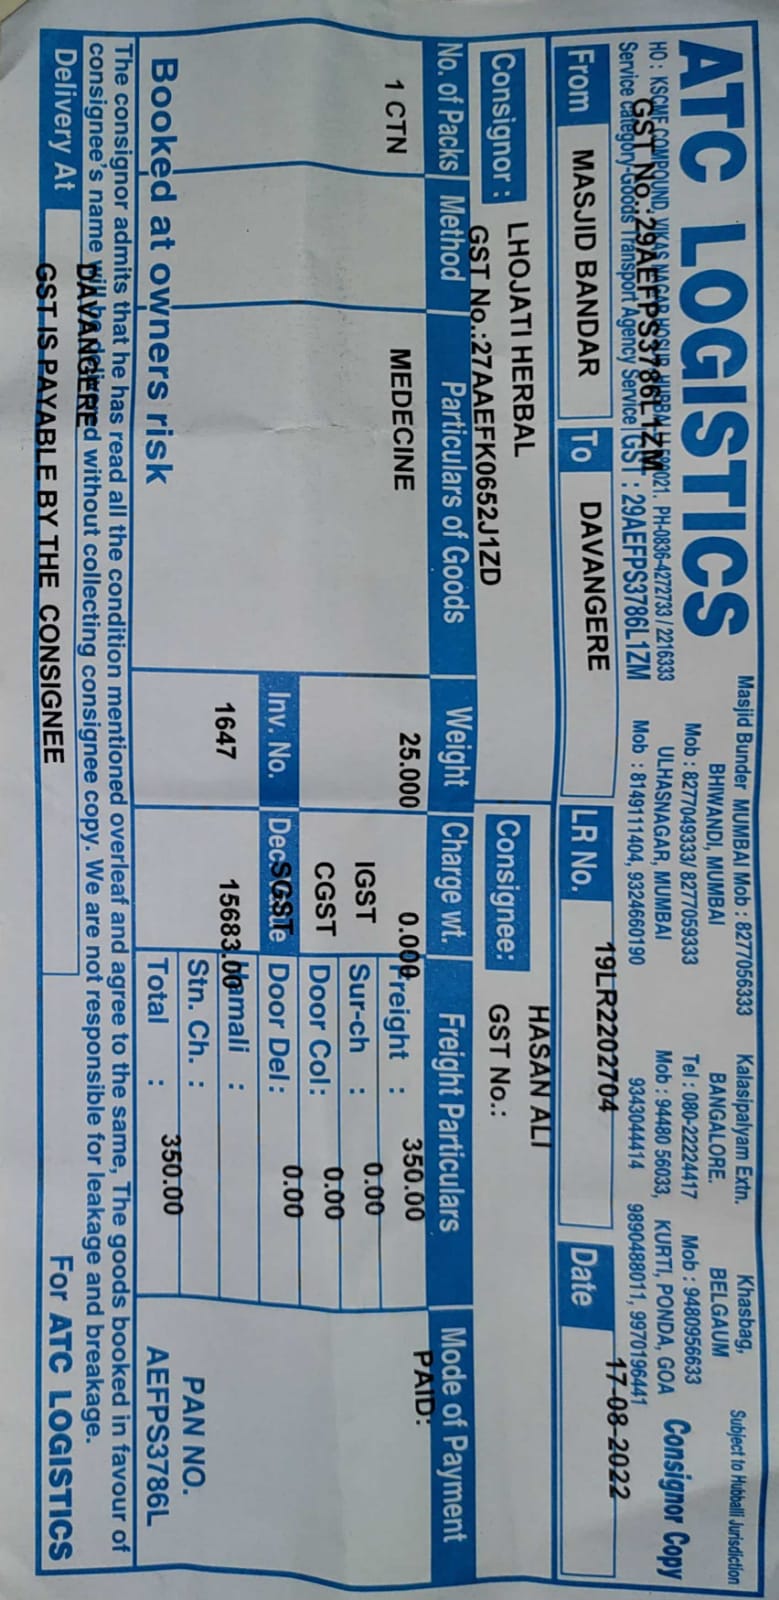 ATC LOGISTICS
HO : KSCMF COMPOUND, VIKAS NAGAR HOSUR, HUBBALLI-580021. PH-0836-4272733 / 2216333
GST No.:29AEFPS3786L1ZM
Service category-Goods Transport Agency Service GST : 29AEFPS3786L1ZM
Masjid Bunder MUMBAI Mob : 8277056333
BHIWANDI, MUMBAI
Mob : 8277049333/ 8277059333
ULHASNAGAR, MUMBAI
Mob : 8149111404, 9324660190
Kalasipalyam Extn.
BANGALORE.
Tel : 080-22224417
Mob : 94480 56033,
9343044414
Khasbag,
BELGAUM
Mob : 9480956633
KURTI, PONDA, GOA
9890488011, 9970196441
Subject to Hubballi Jurisdiction
Consignor Copy
From MASJID BANDAR To DAVANGERE LR No. 19LR2202704 Date 17-08-2022
Consignor : LHOJATI HERBAL
GST No.:27AAEFK0652J1ZD
Consignee: HASAN ALI
GST No.:
No. of Packs Method Particulars of Goods Weight Charge wt. Freight Particulars Mode of Payment
1 CTN MEDECINE 25.000 0.000 Freight : 350.00 PAID:
IGST Sur-ch : 0.00
CGST Door Col: 0.00
Inv. No. SGST Door Del : 0.00
1647 15683.00 Hamali :
Stn. Ch. :
PAN NO.
Booked at owners risk Total : 350.00 AEFPS3786L
The consignor admits that he has read all the condition mentioned overleaf and agree to the same, The goods booked in favour of
consignee's name will be delivered without collecting consignee copy. We are not responsible for leakage and breakage.
DAVANGERE
Delivery At For ATC LOGISTICS
GST IS PAYABLE BY THE CONSIGNEE